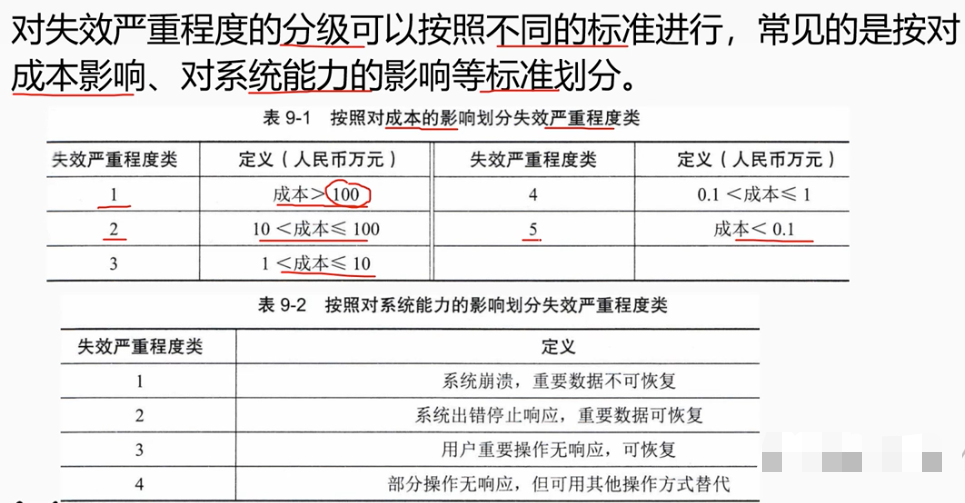 对失效严重程度的分级可以按照不同的标准进行，常见的是按对
成本影响、对系统能力的影响等标准划分。
表 9-1 按照对成本的影响划分失效严重程度类
失效严重程度类 定义（人民币万元） 失效严重程度类 定义（人民币万元）
1 成本＞100 4 0.1＜成本≤1
2 10＜成本≤100 5 成本＜0.1
3 1＜成本≤10
表 9-2 按照对系统能力的影响划分失效严重程度类
失效严重程度类 定义
1 系统崩溃，重要数据不可恢复
2 系统出错停止响应，重要数据可恢复
3 用户重要操作无响应，可恢复
4 部分操作无响应，但可用其他操作方式替代